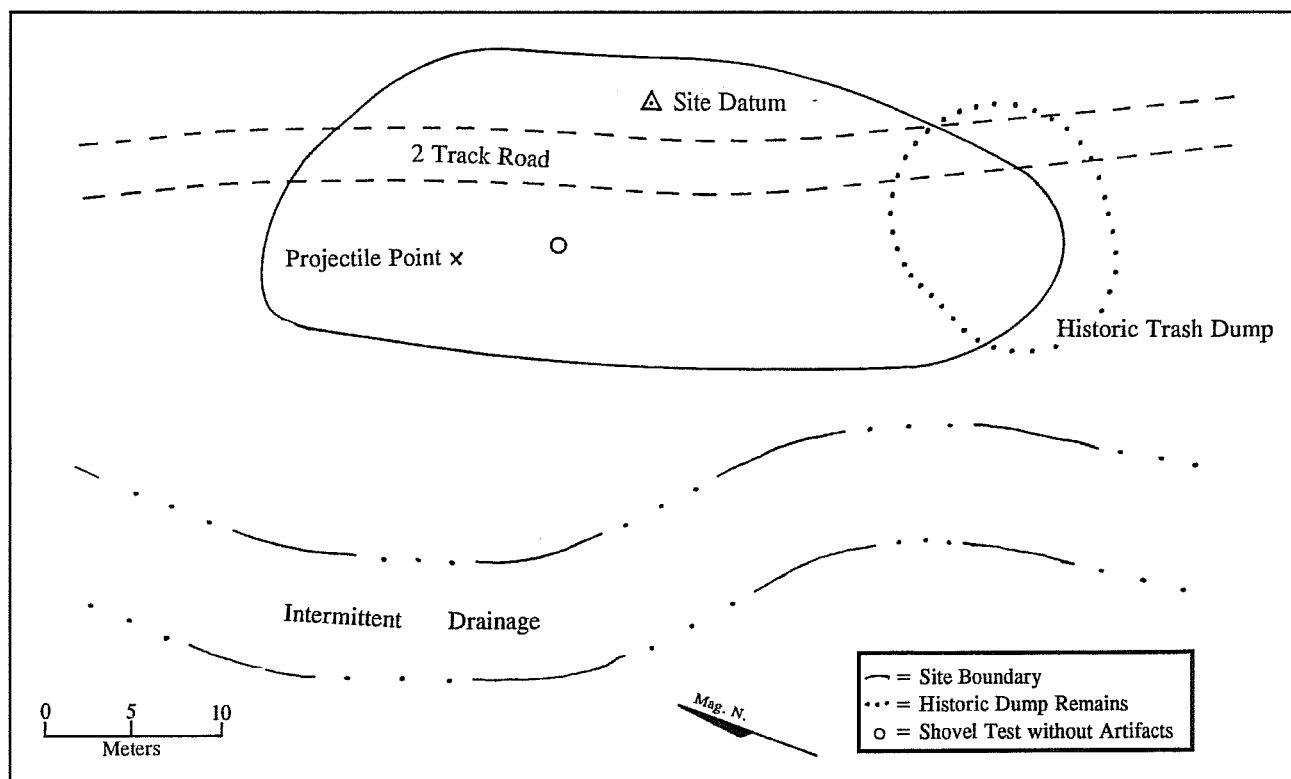 Site Datum
2 Track Road
Projectile Point ×
Historic Trash Dump
Intermittent Drainage
0 5 10
Meters
Mag. N.
= Site Boundary
= Historic Dump Remains
= Shovel Test without Artifacts